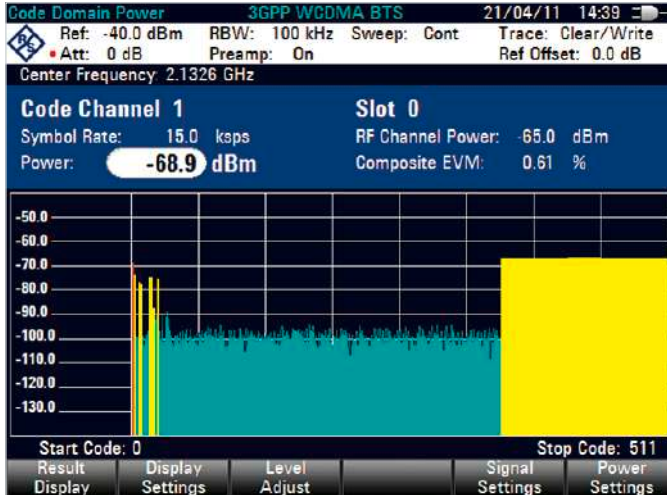 Code Domain Power 3GPP WCDMA BTS 21/04/11 14:39
Ref: -40.0 dBm RBW: 100 kHz Sweep: Cont Trace: Clear/Write
Att: 0 dB Preamp: On Ref Offset: 0.0 dB
Center Frequency: 2.1326 GHz
Code Channel 1 Slot 0
Symbol Rate: 15.0 ksps RF Channel Power: -65.0 dBm
Power: -68.9 dBm Composite EVM: 0.61 %
-50.0
-60.0
-70.0
-80.0
-90.0
-100.0
-110.0
-120.0
-130.0
Start Code: 0 Stop Code: 511
Result Display Level Signal Power
Display Settings Adjust Settings Settings